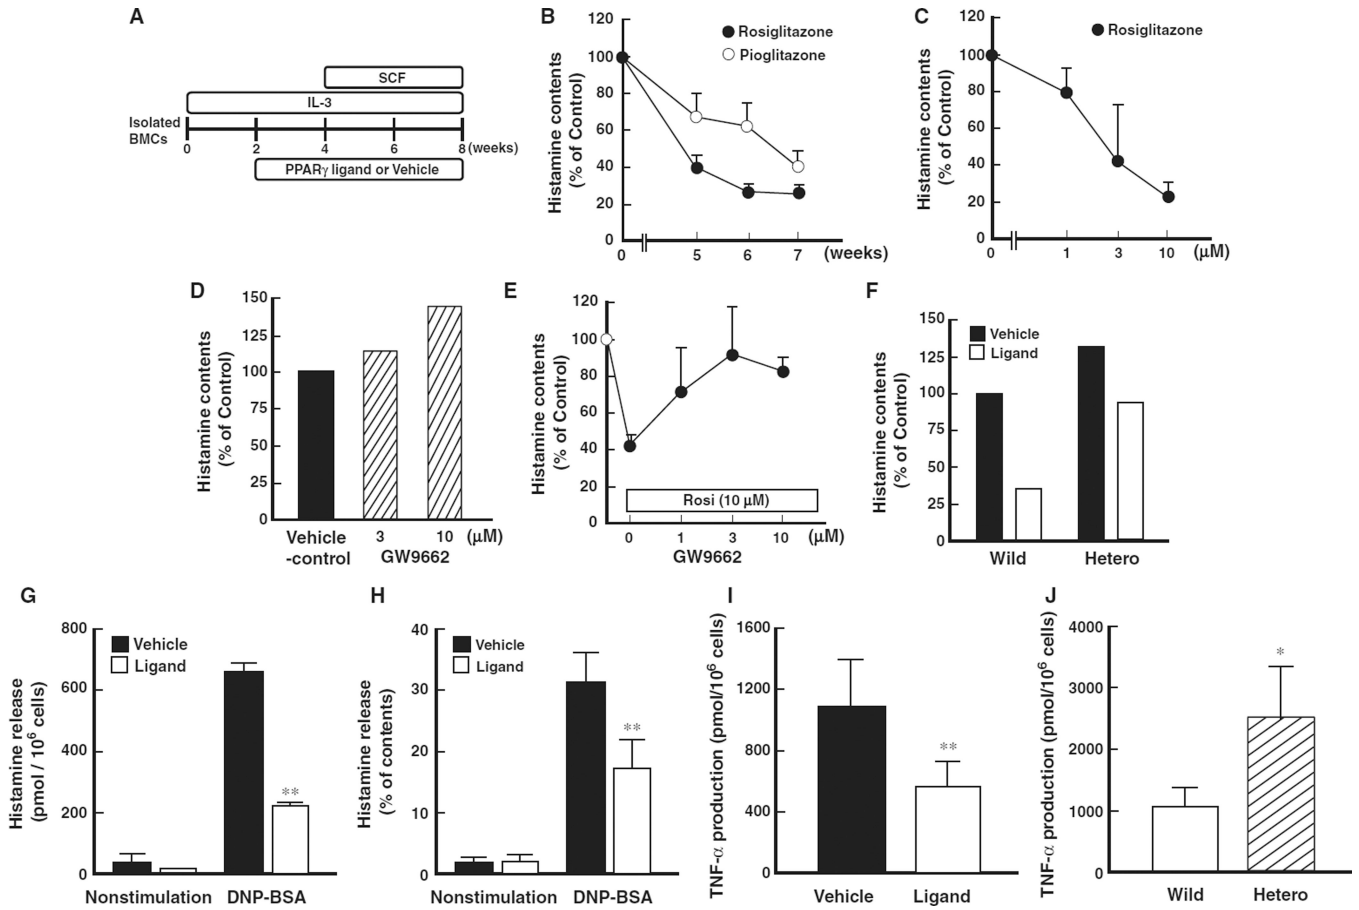 A
SCF
IL-3
Isolated
BMCs
0 2 4 6 8 (weeks)
PPARγ ligand or Vehicle
B
Rosiglitazone
Pioglitazone
Histamine contents
(% of Control)
120
100
80
60
40
20
0
0 5 6 7 (weeks)
C
Rosiglitazone
Histamine contents
(% of Control)
120
100
80
60
40
20
0
0 1 3 10 (μM)
D
Histamine contents
(% of Control)
150
125
100
75
50
25
0
Vehicle
-control
3 10 (μM)
GW9662
E
Histamine contents
(% of Control)
120
100
80
60
40
20
0
Rosi (10 μM)
0 1 3 10 (μM)
GW9662
F
Vehicle
Ligand
Histamine contents
(% of Control)
150
125
100
75
50
25
0
Wild Hetero
G
Vehicle
Ligand
Histamine release
(pmol / 10⁶ cells)
800
600
400
200
0
**
Nonstimulation DNP-BSA
H
Vehicle
Ligand
Histamine release
(% of contents)
40
30
20
10
0
**
Nonstimulation DNP-BSA
I
TNF-α production (pmol/10⁶ cells)
1600
1200
800
400
0
**
Vehicle Ligand
J
TNF-α production (pmol/10⁶ cells)
4000
3000
2000
1000
0
*
Wild Hetero